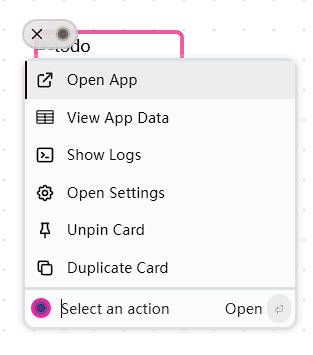 todo
Open App
View App Data
Show Logs
Open Settings
Unpin Card
Duplicate Card
Select an action Open